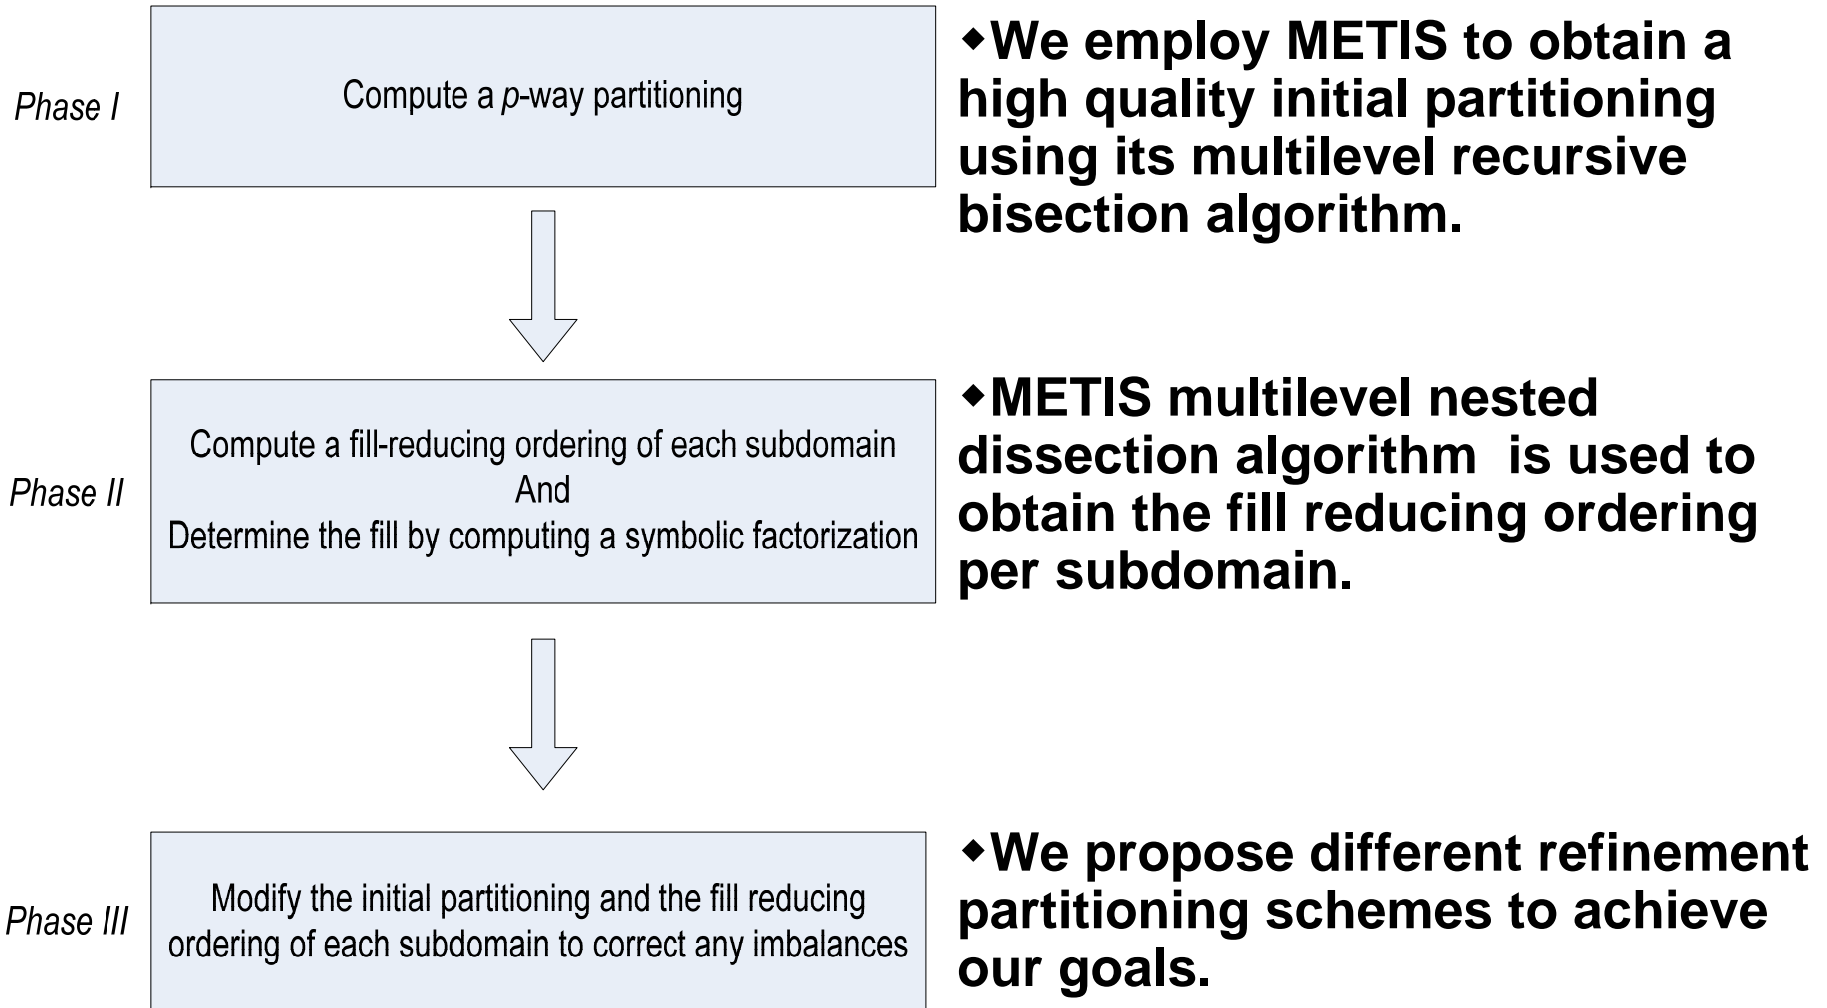 Phase I
Compute a p-way partitioning
◆We employ METIS to obtain a
high quality initial partitioning
using its multilevel recursive
bisection algorithm.
Phase II
Compute a fill-reducing ordering of each subdomain
And
Determine the fill by computing a symbolic factorization
◆METIS multilevel nested
dissection algorithm is used to
obtain the fill reducing ordering
per subdomain.
Phase III
Modify the initial partitioning and the fill reducing
ordering of each subdomain to correct any imbalances
◆We propose different refinement
partitioning schemes to achieve
our goals.